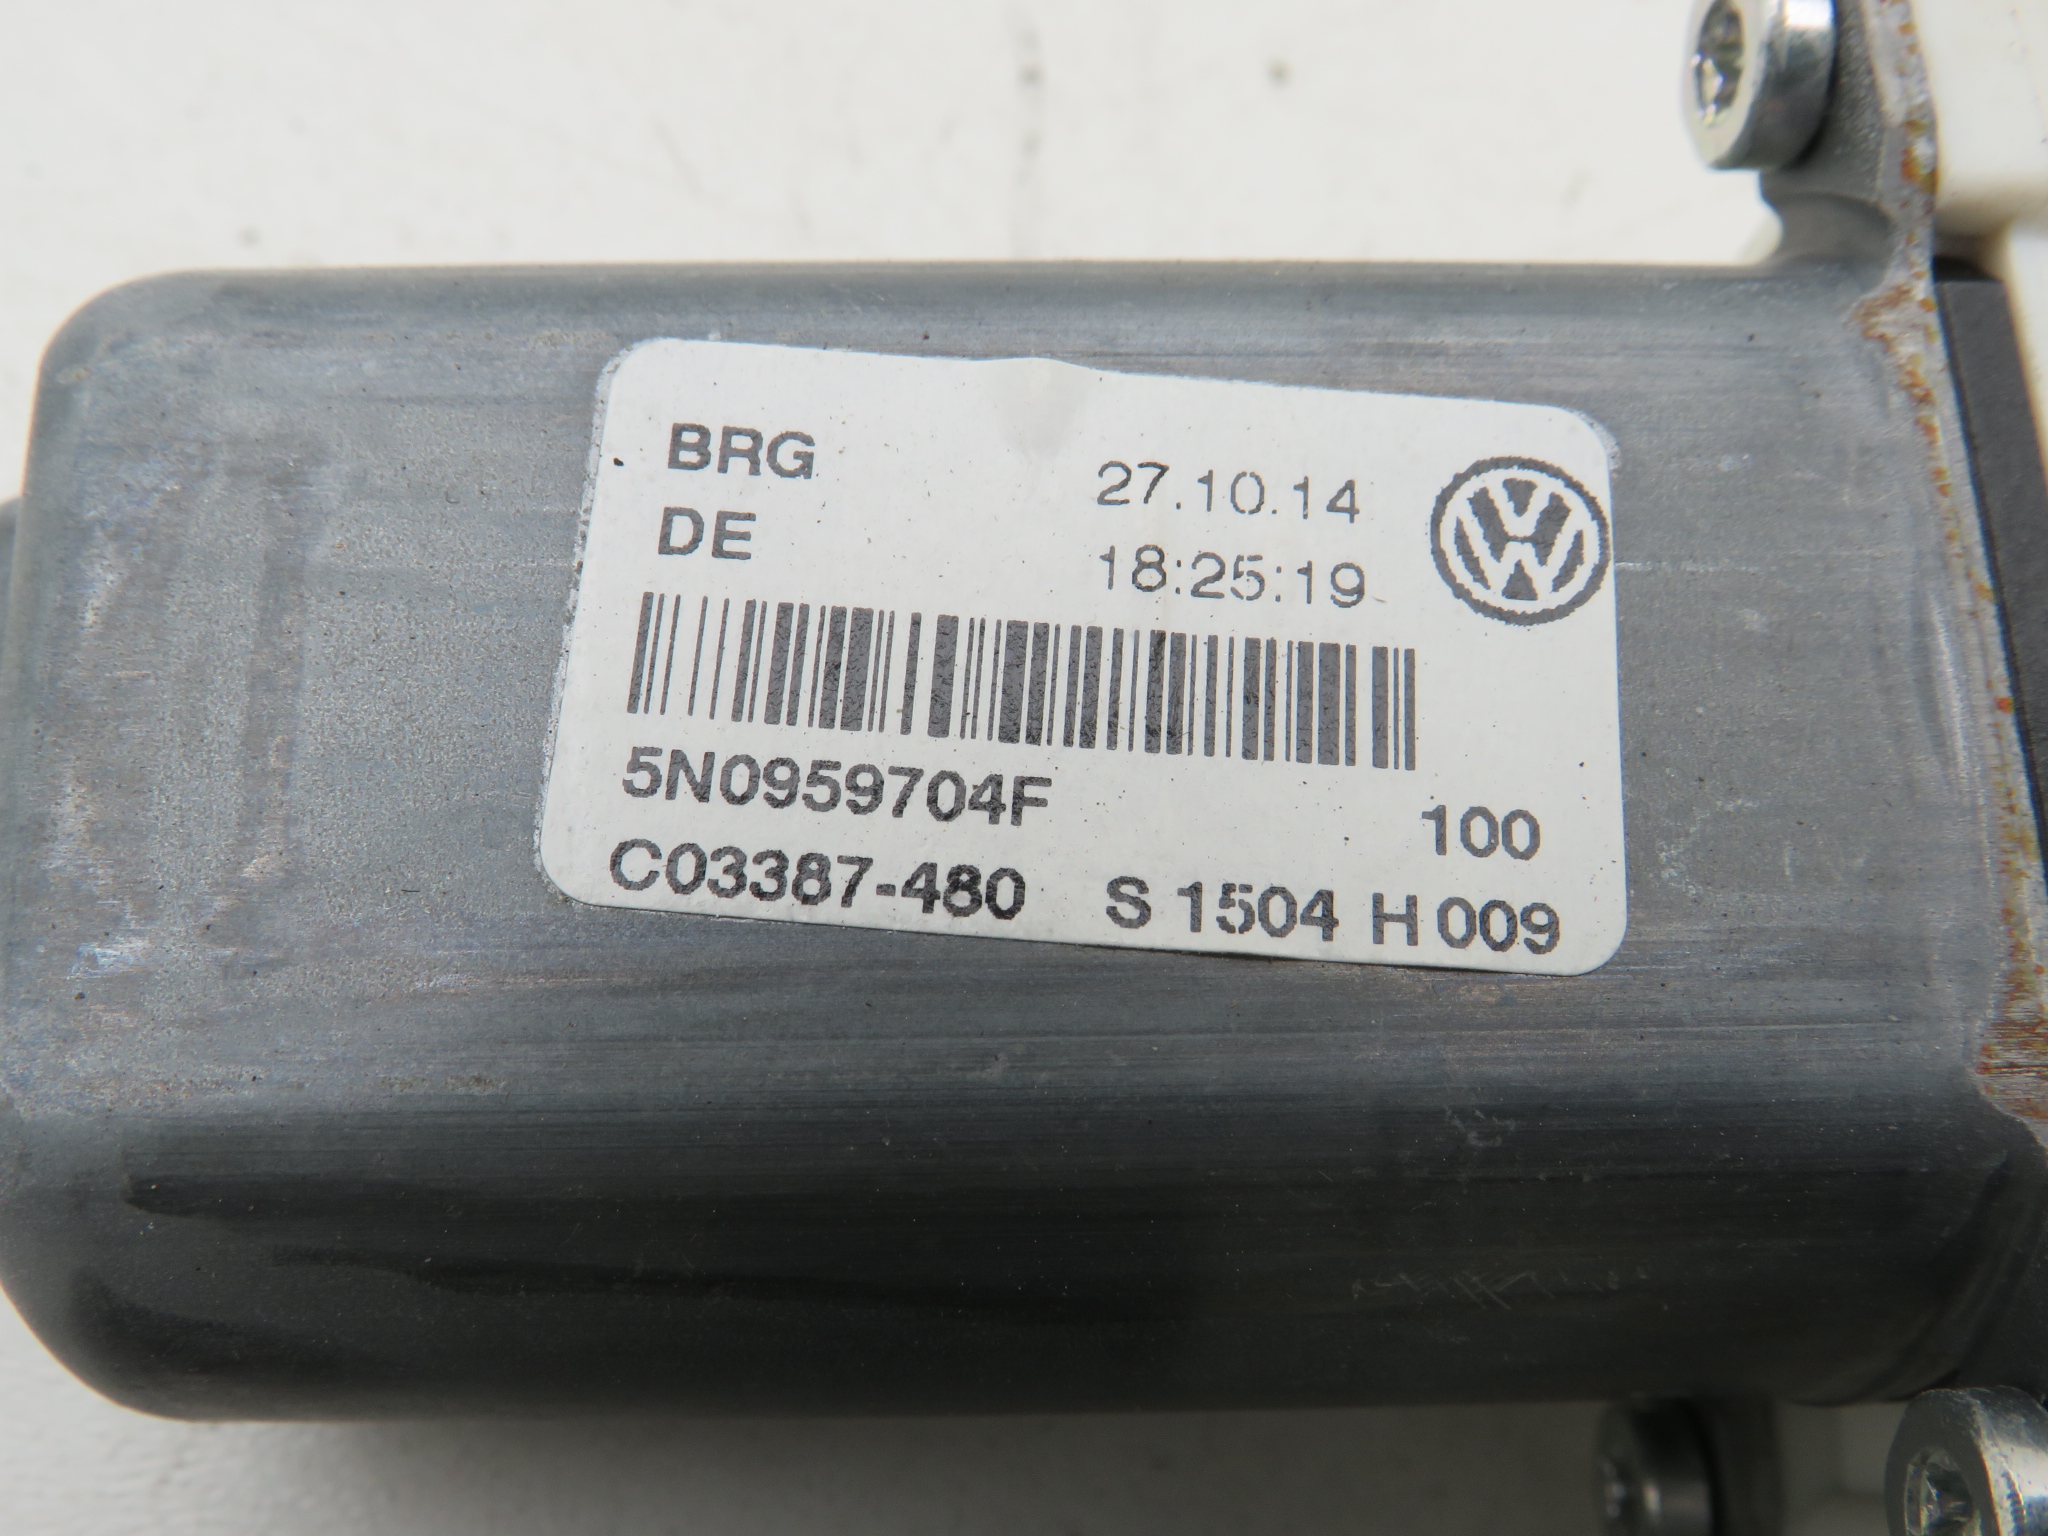 BRG
27.10.14
DE
18:25:19
5N0959704F
100
C03387-480 S 1504 H 009